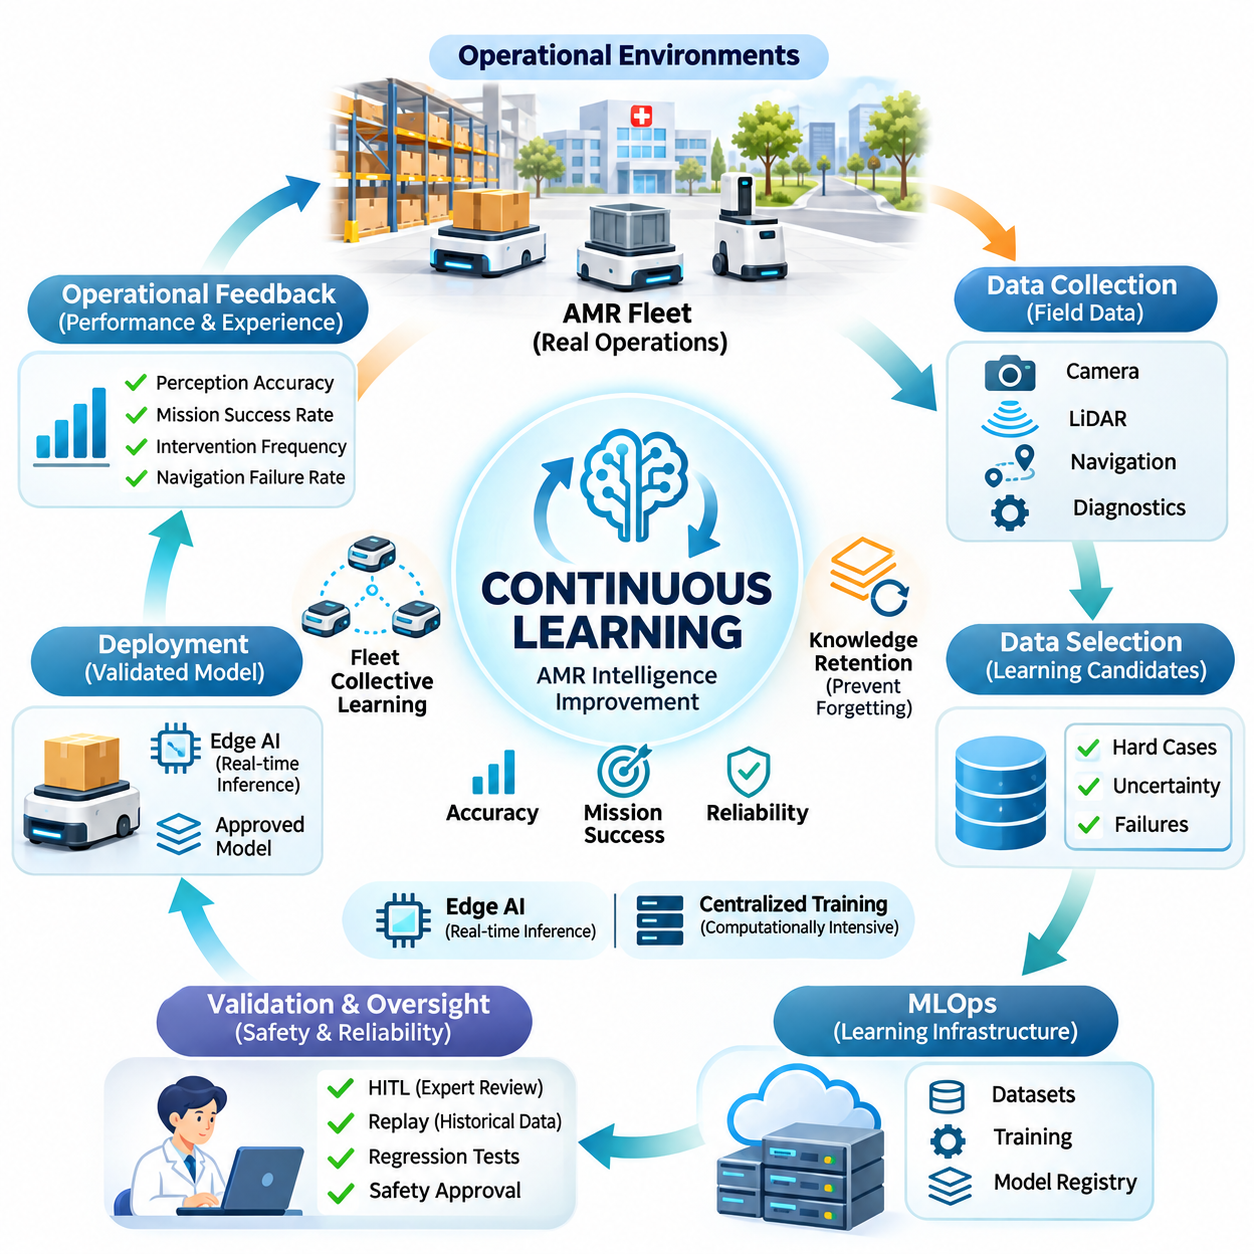 Operational Environments
AMR Fleet
(Real Operations)
Data Collection
(Field Data)
Camera
LiDAR
Navigation
Diagnostics
Data Selection
(Learning Candidates)
Hard Cases
Uncertainty
Failures
MLOps
(Learning Infrastructure)
Datasets
Training
Model Registry
Validation & Oversight
(Safety & Reliability)
HITL (Expert Review)
Replay (Historical Data)
Regression Tests
Safety Approval
Deployment
(Validated Model)
Edge AI
(Real-time
Inference)
Approved
Model
Operational Feedback
(Performance & Experience)
Perception Accuracy
Mission Success Rate
Intervention Frequency
Navigation Failure Rate
CONTINUOUS
LEARNING
AMR Intelligence
Improvement
Fleet
Collective
Learning
Knowledge
Retention
(Prevent
Forgetting)
Accuracy
Mission
Success
Reliability
Edge AI
(Real-time Inference)
Centralized Training
(Computationally Intensive)